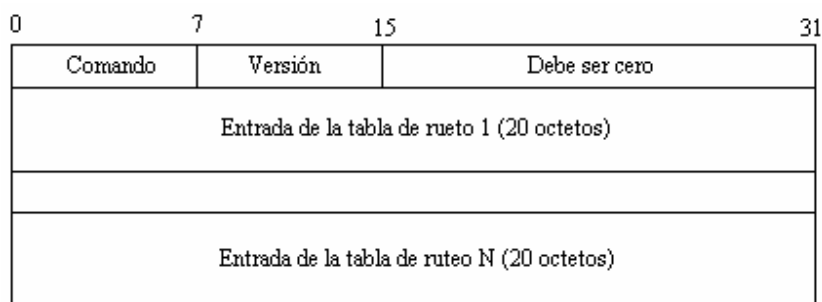 0 7 15 31
Comando Versión Debe ser cero
Entrada de la tabla de rueto 1 (20 octetos)
Entrada de la tabla de ruteo N (20 octetos)